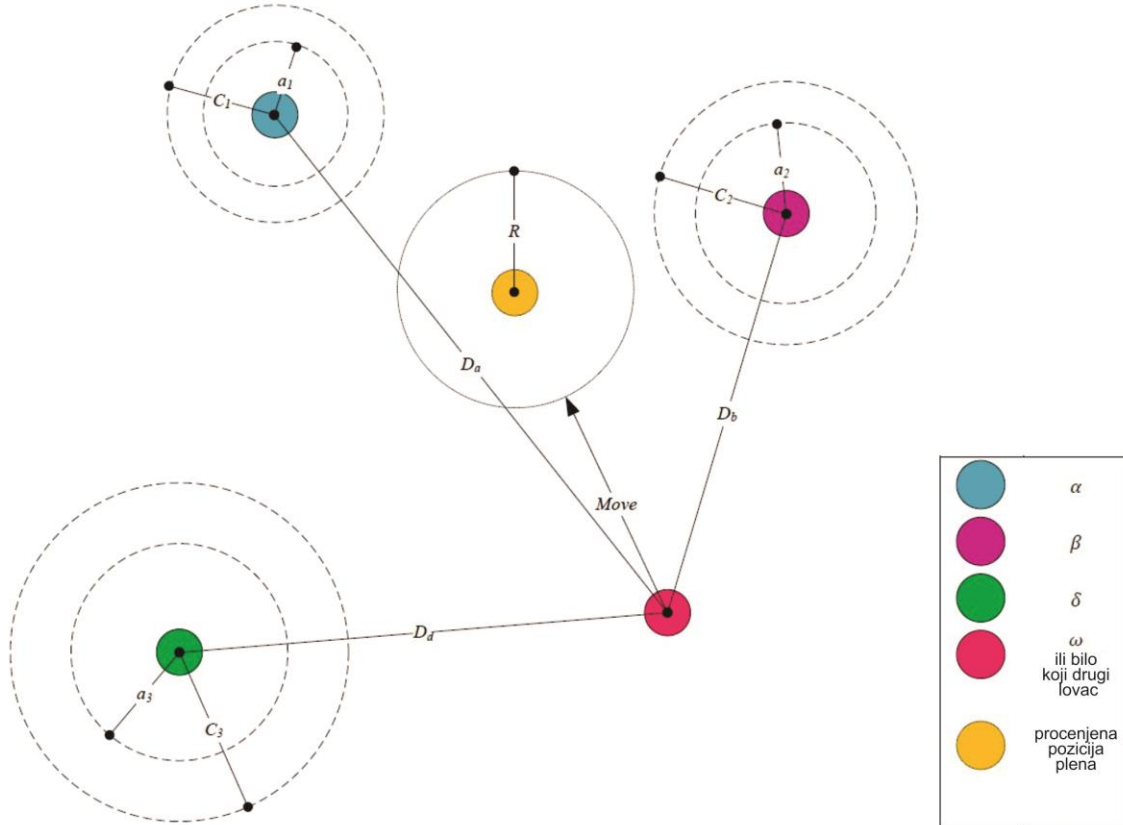 a1
C1
a2
C2
R
Da
Db
Move
Dd
a3
C3
α
β
δ
ω
ili bilo
koji drugi
lovac
procenjena
pozicija
plena